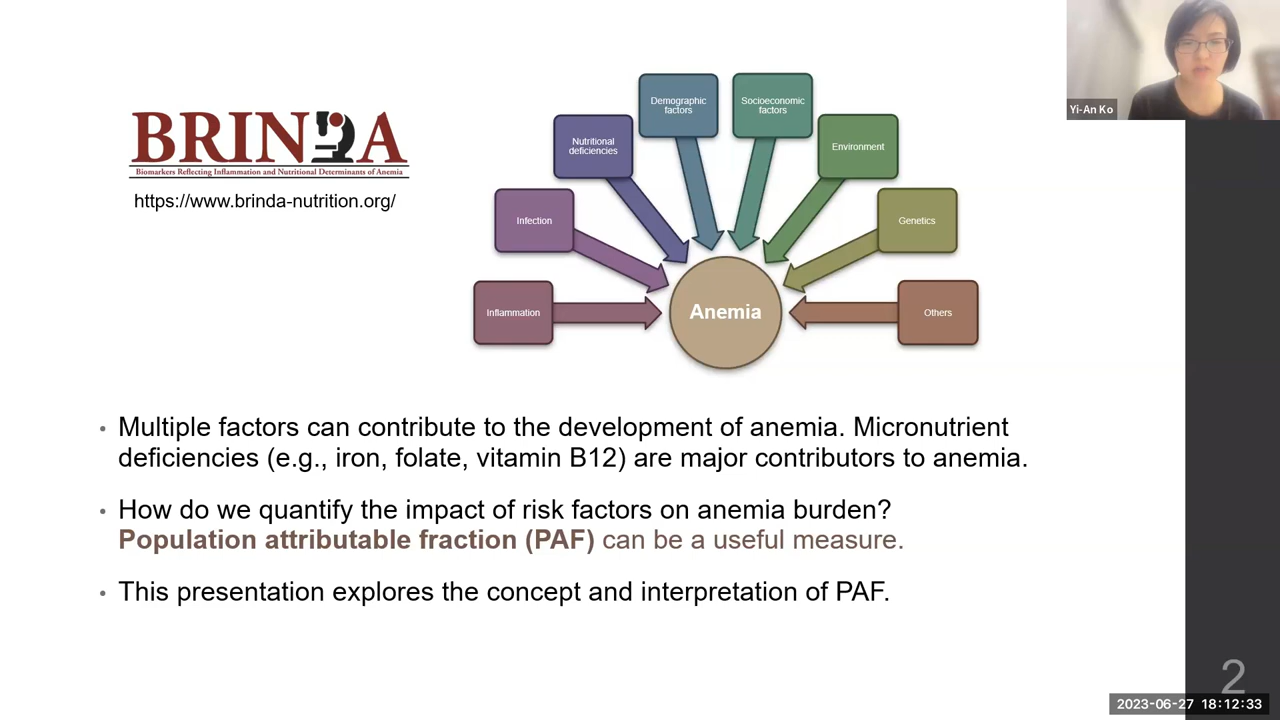 Yi-An Ko
BRINDA
Biomarkers Reflecting Inflammation and Nutritional Determinants of Anemia
https://www.brinda-nutrition.org/
Demographic
factors
Socioeconomic
factors
Nutritional
deficiencies
Environment
Infection
Genetics
Inflammation
Anemia
Others
• Multiple factors can contribute to the development of anemia. Micronutrient
deficiencies (e.g., iron, folate, vitamin B12) are major contributors to anemia.
• How do we quantify the impact of risk factors on anemia burden?
Population attributable fraction (PAF) can be a useful measure.
• This presentation explores the concept and interpretation of PAF.
2
2023-06-27 18:12:33